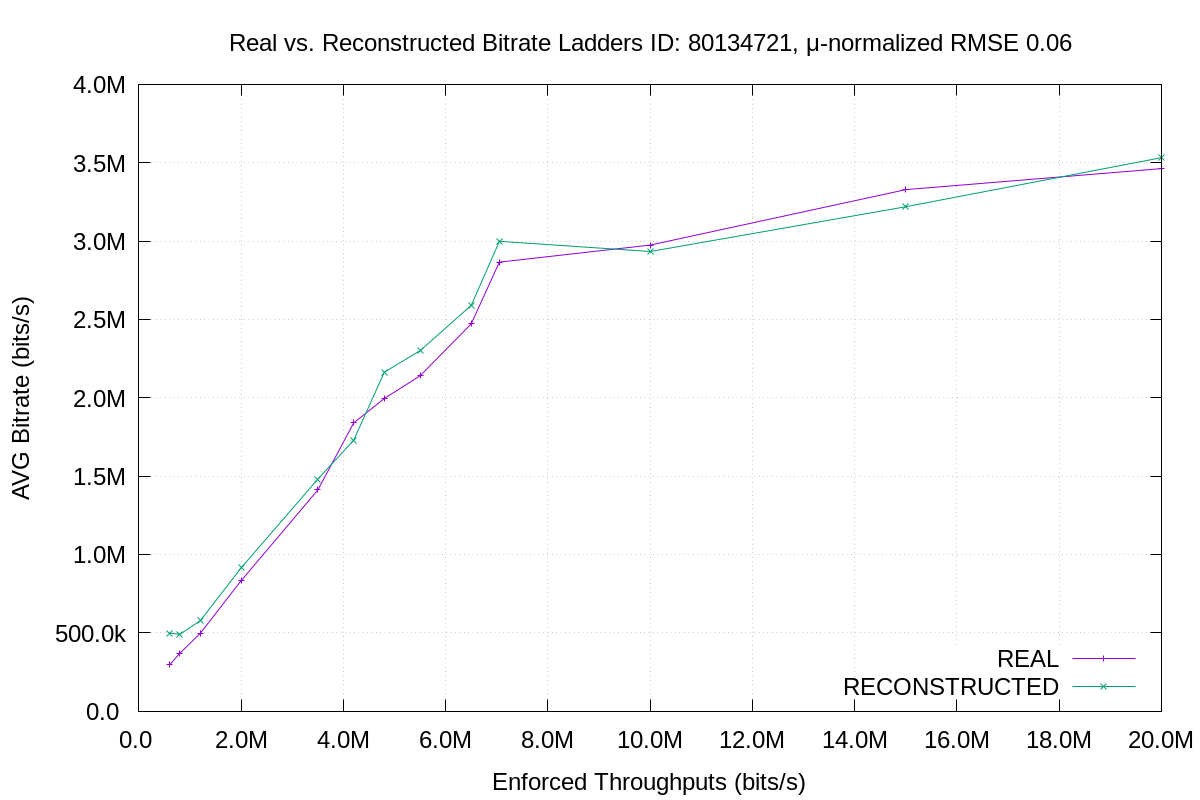 Real vs. Reconstructed Bitrate Ladders ID: 80134721, μ-normalized RMSE 0.06
4.0M
3.5M
3.0M
2.5M
2.0M
1.5M
1.0M
500.0k
0.0
AVG Bitrate (bits/s)
REAL
RECONSTRUCTED
0.0 2.0M 4.0M 6.0M 8.0M 10.0M 12.0M 14.0M 16.0M 18.0M 20.0M
Enforced Throughputs (bits/s)